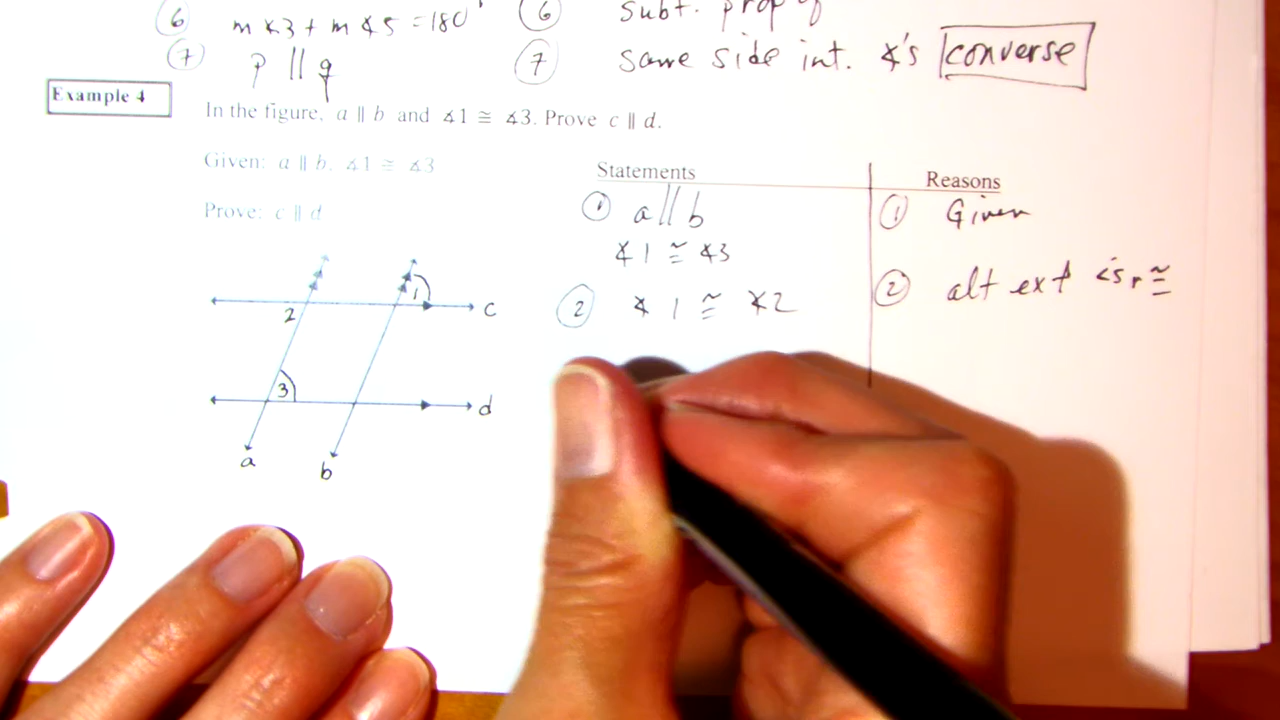 ⑥ m∡3 + m∡5 = 180° ⑥ subt. prop of
⑦ p || q ⑦ same side int. ∡'s converse
Example 4 In the figure, a || b and ∡1 ≅ ∡3. Prove c || d.
Given: a || b, ∡1 ≅ ∡3
Prove: c || d
Statements Reasons
① a || b ① Given
∡1 ≅ ∡3
② ∡1 ≅ ∡2 ② alt ext ∠s r ≅
1
2 c
3
d
a
b